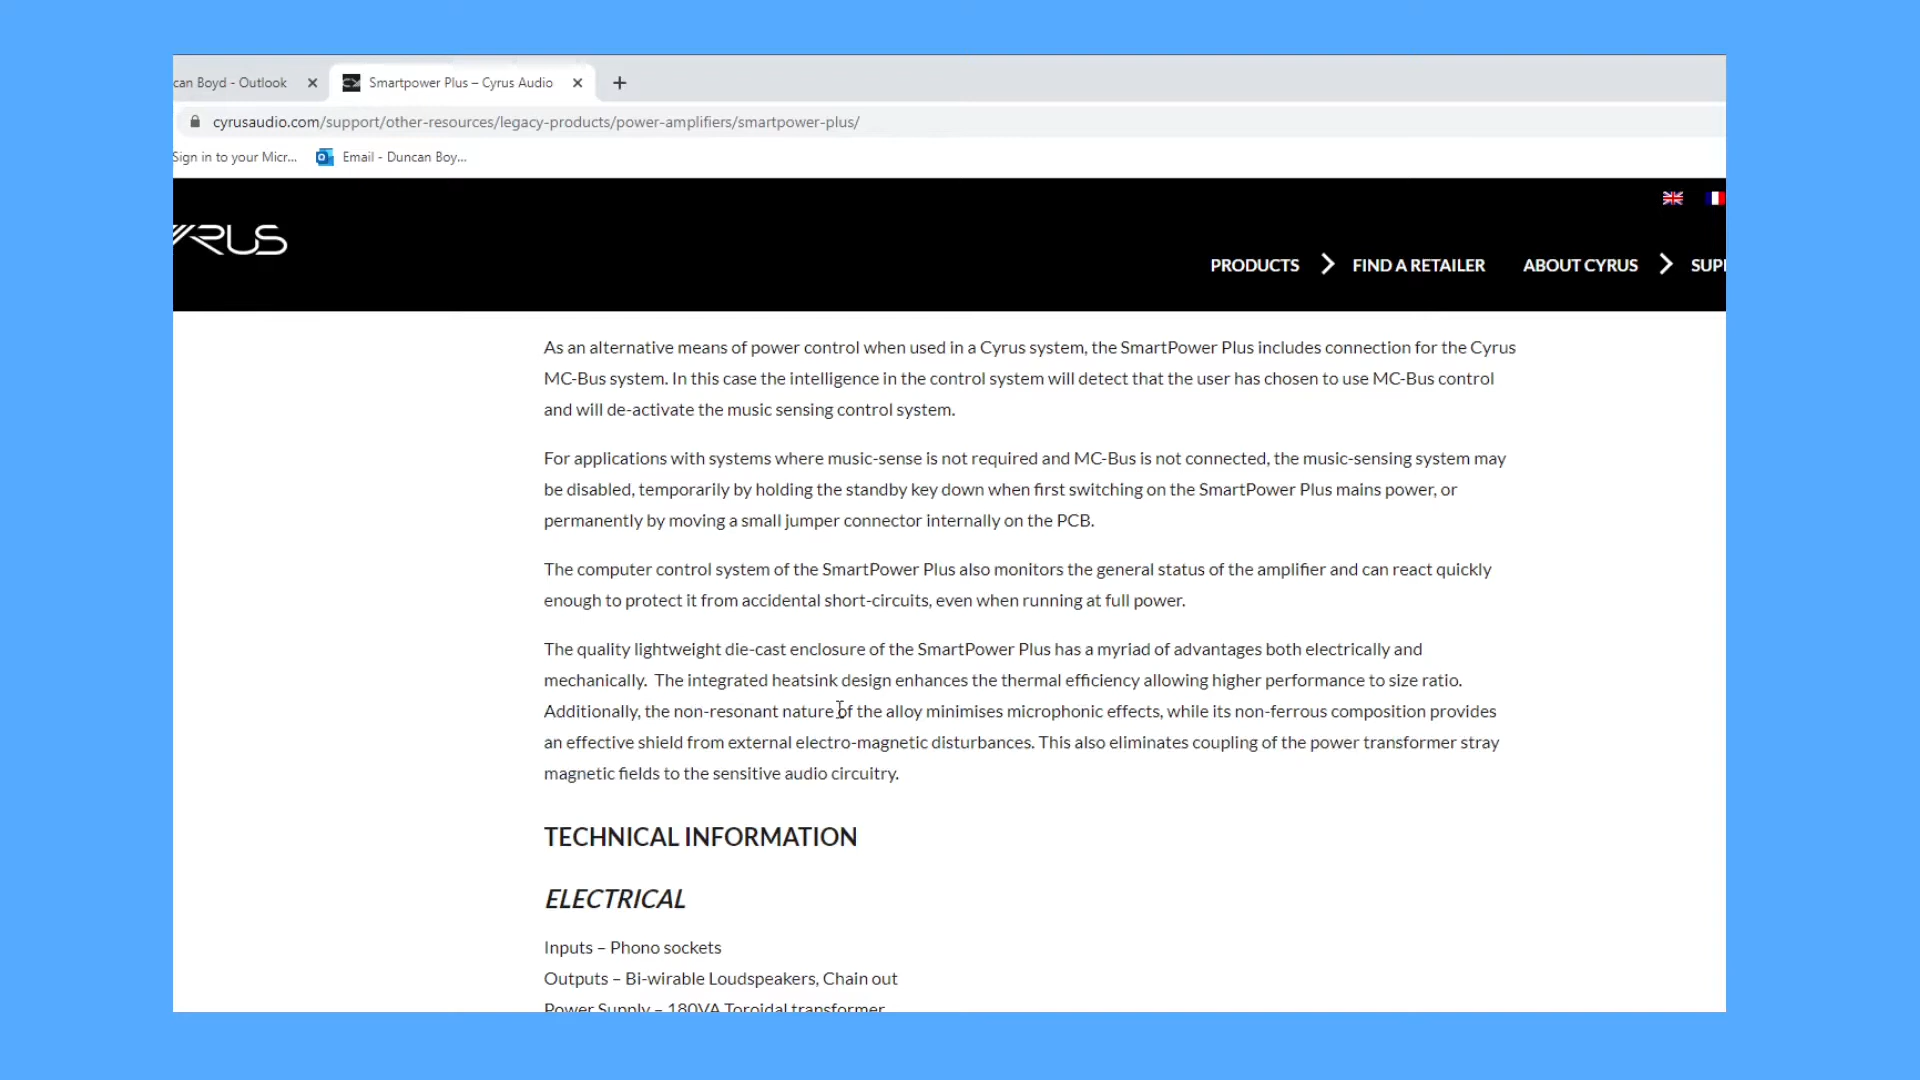 can Boyd - Outlook
Smartpower Plus – Cyrus Audio
cyrusaudio.com/support/other-resources/legacy-products/power-amplifiers/smartpower-plus/
Sign in to your Micr...
Email - Duncan Boy...
YRUS
PRODUCTS
FIND A RETAILER
ABOUT CYRUS
SUPP
As an alternative means of power control when used in a Cyrus system, the SmartPower Plus includes connection for the Cyrus
MC-Bus system. In this case the intelligence in the control system will detect that the user has chosen to use MC-Bus control
and will de-activate the music sensing control system.
For applications with systems where music-sense is not required and MC-Bus is not connected, the music-sensing system may
be disabled, temporarily by holding the standby key down when first switching on the SmartPower Plus mains power, or
permanently by moving a small jumper connector internally on the PCB.
The computer control system of the SmartPower Plus also monitors the general status of the amplifier and can react quickly
enough to protect it from accidental short-circuits, even when running at full power.
The quality lightweight die-cast enclosure of the SmartPower Plus has a myriad of advantages both electrically and
mechanically.  The integrated heatsink design enhances the thermal efficiency allowing higher performance to size ratio.
Additionally, the non-resonant nature of the alloy minimises microphonic effects, while its non-ferrous composition provides
an effective shield from external electro-magnetic disturbances. This also eliminates coupling of the power transformer stray
magnetic fields to the sensitive audio circuitry.
TECHNICAL INFORMATION
ELECTRICAL
Inputs – Phono sockets
Outputs – Bi-wirable Loudspeakers, Chain out
Power Supply – 180VA Toroidal transformer